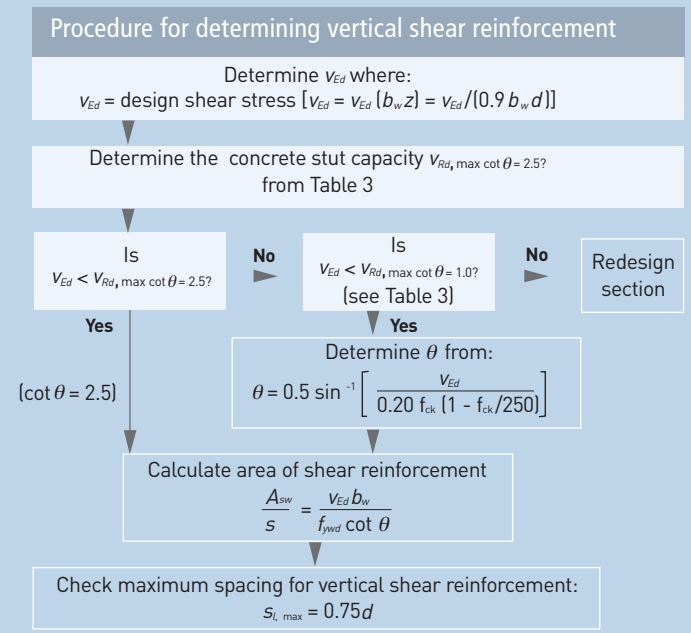 Procedure for determining vertical shear reinforcement
Determine vEd where:
vEd = design shear stress [vEd = vEd (bwz) = vEd/(0.9 bwd)]
Determine the concrete stut capacity vRd, max cot θ = 2.5?
from Table 3
Is
vEd < vRd, max cot θ = 2.5?
No
Is
vEd < vRd, max cot θ = 1.0?
(see Table 3)
No
Redesign
section
Yes
(cot θ = 2.5)
Yes
Determine θ from:
θ = 0.5 sin -1 [ vEd / 0.20 fck (1 - fck/250) ]
Calculate area of shear reinforcement
Asw / s = vEd bw / fywd cot θ
Check maximum spacing for vertical shear reinforcement:
sl, max = 0.75d